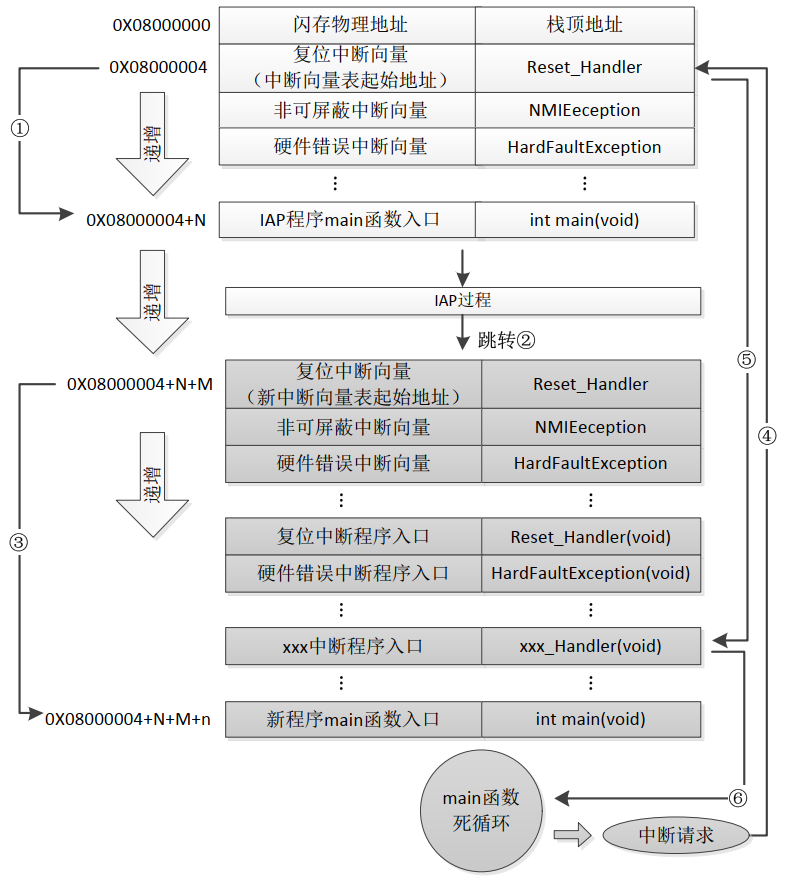 0X08000000
闪存物理地址
栈顶地址
0X08000004
复位中断向量
（中断向量表起始地址）
Reset_Handler
①
递增
非可屏蔽中断向量
NMIEeception
硬件错误中断向量
HardFaultException
⋮
⋮
0X08000004+N
IAP程序main函数入口
int main(void)
递增
IAP过程
跳转②
⑤
0X08000004+N+M
复位中断向量
（新中断向量表起始地址）
Reset_Handler
④
非可屏蔽中断向量
NMIEeception
递增
硬件错误中断向量
HardFaultException
⋮
⋮
③
复位中断程序入口
Reset_Handler(void)
硬件错误中断程序入口
HardFaultException(void)
⋮
⋮
xxx中断程序入口
xxx_Handler(void)
⋮
⋮
0X08000004+N+M+n
新程序main函数入口
int main(void)
main函数
死循环
⑥
中断请求